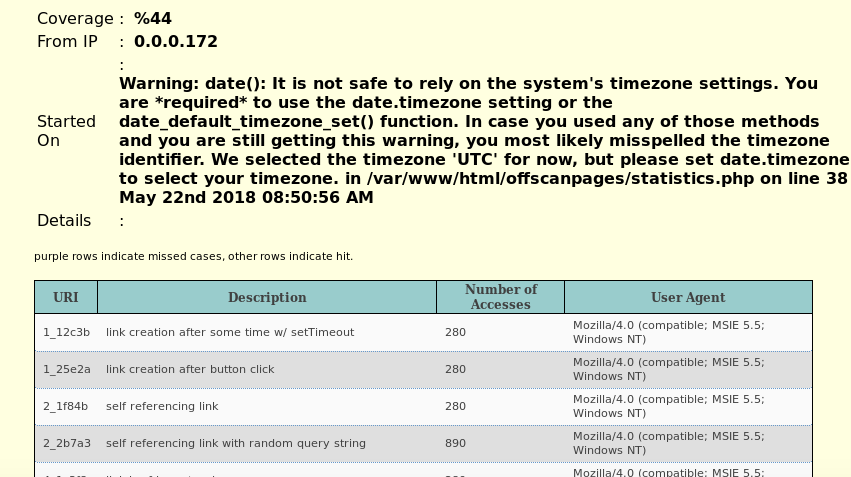 Coverage : %44
From IP : 0.0.0.172
:
Warning: date(): It is not safe to rely on the system's timezone settings. You
are *required* to use the date.timezone setting or the
Started On
date_default_timezone_set() function. In case you used any of those methods
and you are still getting this warning, you most likely misspelled the timezone
identifier. We selected the timezone 'UTC' for now, but please set date.timezone
to select your timezone. in /var/www/html/offscanpages/statistics.php on line 38
May 22nd 2018 08:50:56 AM
Details :
purple rows indicate missed cases, other rows indicate hit.
URI Description Number of Accesses User Agent
1_12c3b link creation after some time w/ setTimeout 280 Mozilla/4.0 (compatible; MSIE 5.5; Windows NT)
1_25e2a link creation after button click 280 Mozilla/4.0 (compatible; MSIE 5.5; Windows NT)
2_1f84b self referencing link 280 Mozilla/4.0 (compatible; MSIE 5.5; Windows NT)
2_2b7a3 self referencing link with random query string 890 Mozilla/4.0 (compatible; MSIE 5.5; Windows NT)
Mozilla/4.0 (compatible; MSIE 5.5;